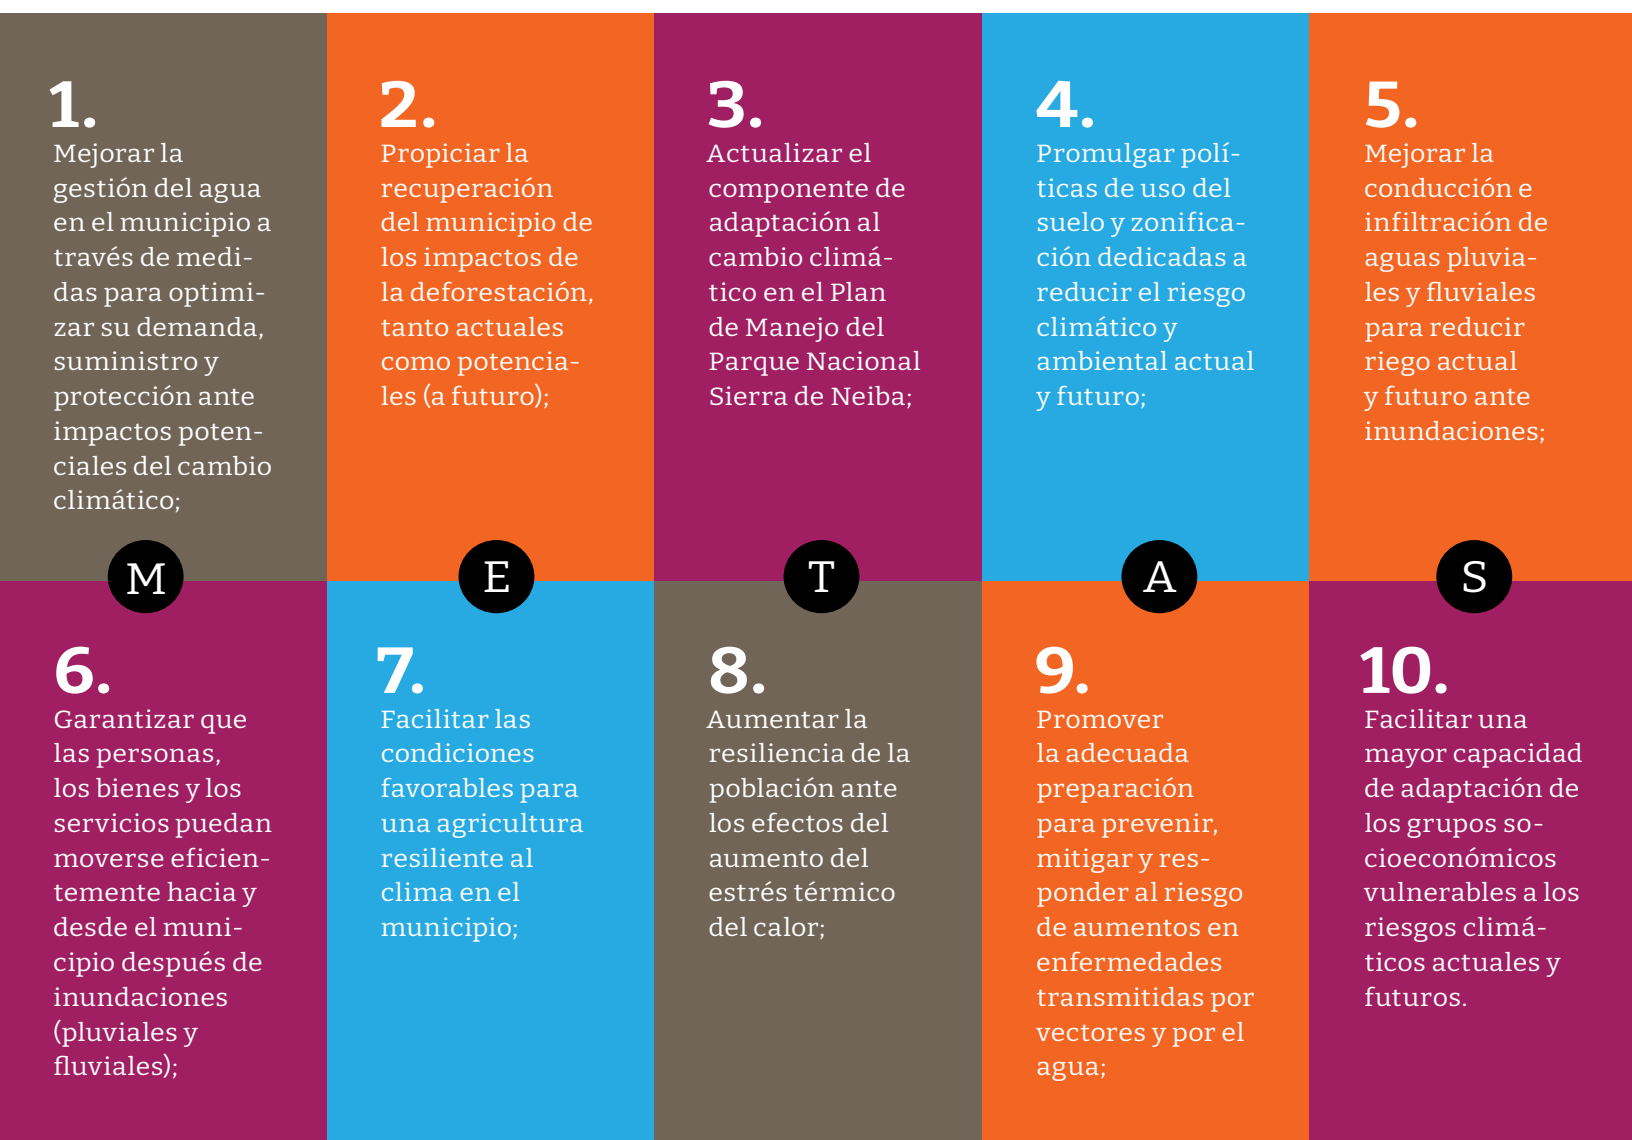 1.
Mejorar la
gestión del agua
en el municipio a
través de medi-
das para optimi-
zar su demanda,
suministro y
protección ante
impactos poten-
ciales del cambio
climático;
2.
Propiciar la
recuperación
del municipio de
los impactos de
la deforestación,
tanto actuales
como potencia-
les (a futuro);
3.
Actualizar el
componente de
adaptación al
cambio climá-
tico en el Plan
de Manejo del
Parque Nacional
Sierra de Neiba;
4.
Promulgar polí-
ticas de uso del
suelo y zonifica-
ción dedicadas a
reducir el riesgo
climático y
ambiental actual
y futuro;
5.
Mejorar la
conducción e
infiltración de
aguas pluvia-
les y fluviales
para reducir
riego actual
y futuro ante
inundaciones;
M E T A S
6.
Garantizar que
las personas,
los bienes y los
servicios puedan
moverse eficien-
temente hacia y
desde el muni-
cipio después de
inundaciones
(pluviales y
fluviales);
7.
Facilitar las
condiciones
favorables para
una agricultura
resiliente al
clima en el
municipio;
8.
Aumentar la
resiliencia de la
población ante
los efectos del
aumento del
estrés térmico
del calor;
9.
Promover
la adecuada
preparación
para prevenir,
mitigar y res-
ponder al riesgo
de aumentos en
enfermedades
transmitidas por
vectores y por el
agua;
10.
Facilitar una
mayor capacidad
de adaptación de
los grupos so-
cioeconómicos
vulnerables a los
riesgos climá-
ticos actuales y
futuros.